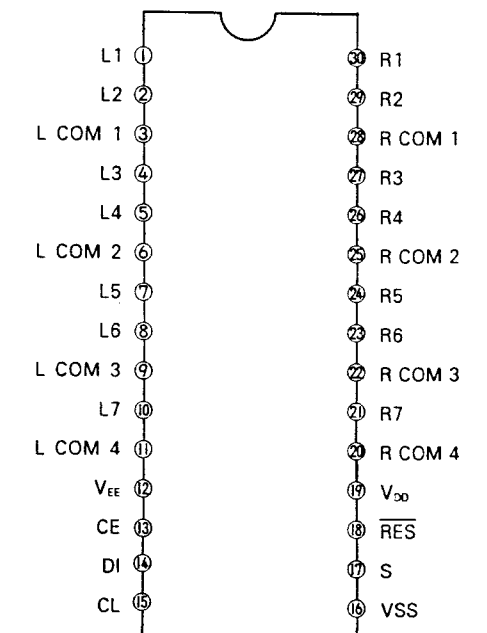 L1 1 30 R1
L2 2 29 R2
L COM 1 3 28 R COM 1
L3 4 27 R3
L4 5 26 R4
L COM 2 6 25 R COM 2
L5 7 24 R5
L6 8 23 R6
L COM 3 9 22 R COM 3
L7 10 21 R7
L COM 4 11 20 R COM 4
VEE 12 19 VDD
CE 13 18 RES
DI 14 17 S
CL 15 16 VSS